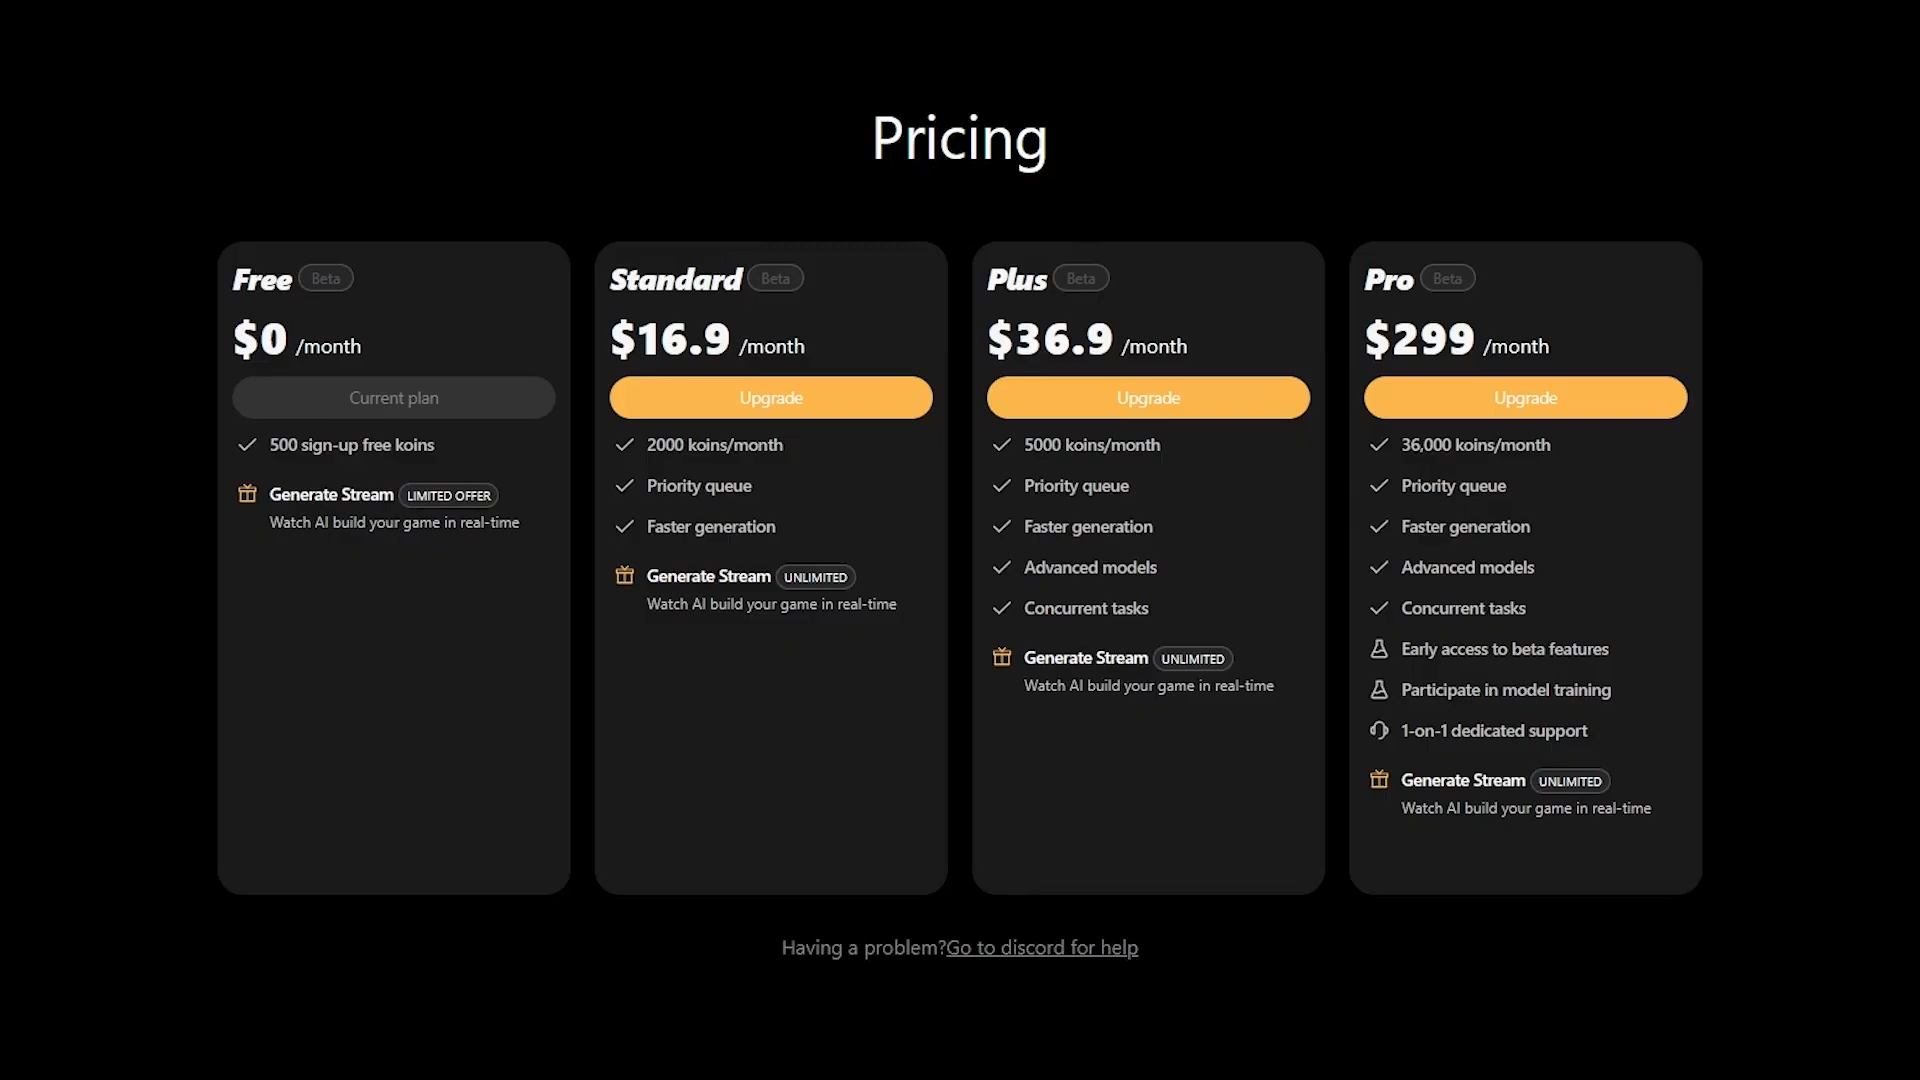 Pricing
Free Beta
$0 /month
Current plan
500 sign-up free koins
Generate Stream LIMITED OFFER
Watch AI build your game in real-time
Standard Beta
$16.9 /month
Upgrade
2000 koins/month
Priority queue
Faster generation
Generate Stream UNLIMITED
Watch AI build your game in real-time
Plus Beta
$36.9 /month
Upgrade
5000 koins/month
Priority queue
Faster generation
Advanced models
Concurrent tasks
Generate Stream UNLIMITED
Watch AI build your game in real-time
Pro Beta
$299 /month
Upgrade
36,000 koins/month
Priority queue
Faster generation
Advanced models
Concurrent tasks
Early access to beta features
Participate in model training
1-on-1 dedicated support
Generate Stream UNLIMITED
Watch AI build your game in real-time
Having a problem?Go to discord for help